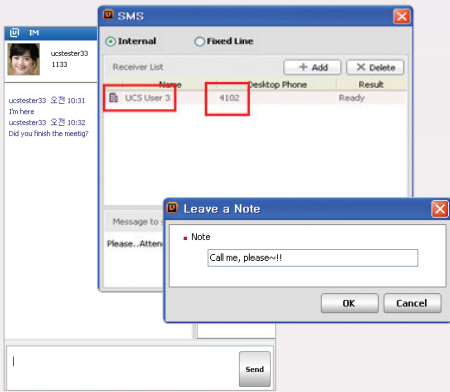 IM
ucstester33
1133
ucstester33 오전 10:31
I'm here
ucstester33 오전 10:32
Did you finish the meetig?
Send
SMS
Internal
Fixed Line
Receiver List
Add
Delete
Name
Desktop Phone
Result
UCS User 3
4102
Ready
Message to
Please..Atten
Leave a Note
Note
Call me, please~!!
OK
Cancel